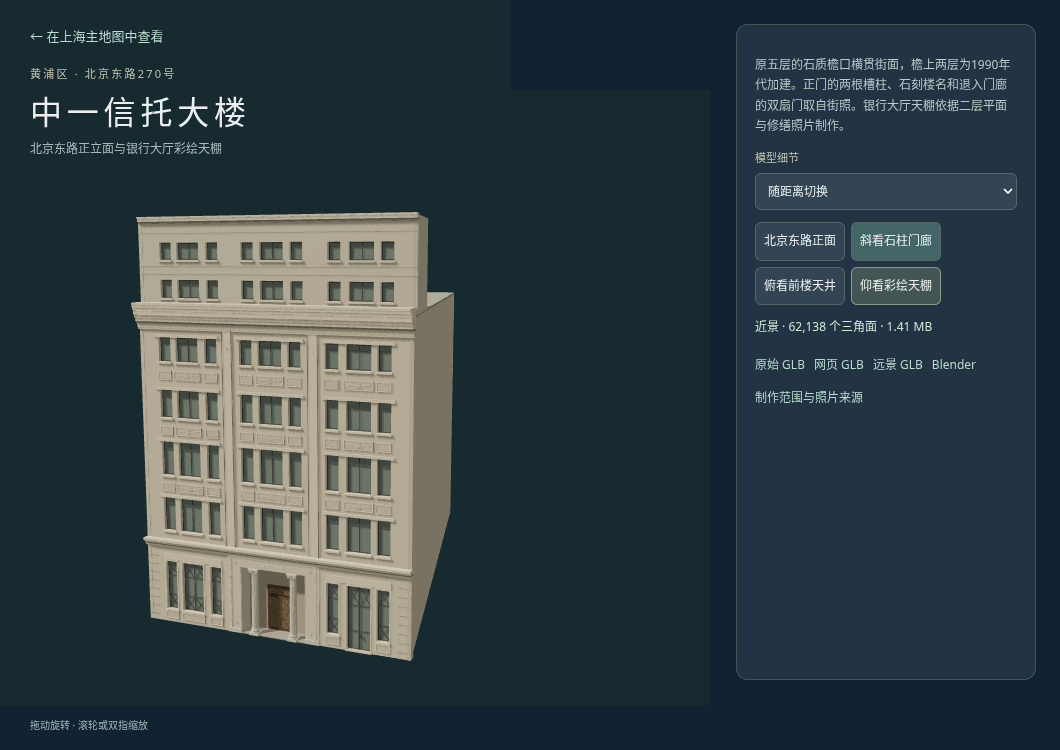 ← 在上海主地图中查看
黄浦区 · 北京东路270号
中一信托大楼
北京东路正立面与银行大厅彩绘天棚
原五层的石质檐口横贯街面，檐上两层为1990年
代加建。正门的两根槽柱、石刻楼名和退入门廊
的双扇门取自街照。银行大厅天棚依据二层平面
与修缮照片制作。
模型细节
随距离切换
北京东路正面
斜看石柱门廊
俯看前楼天井
仰看彩绘天棚
近景 · 62,138 个三角面 · 1.41 MB
原始 GLB 网页 GLB 远景 GLB Blender
制作范围与照片来源
拖动旋转 · 滚轮或双指缩放